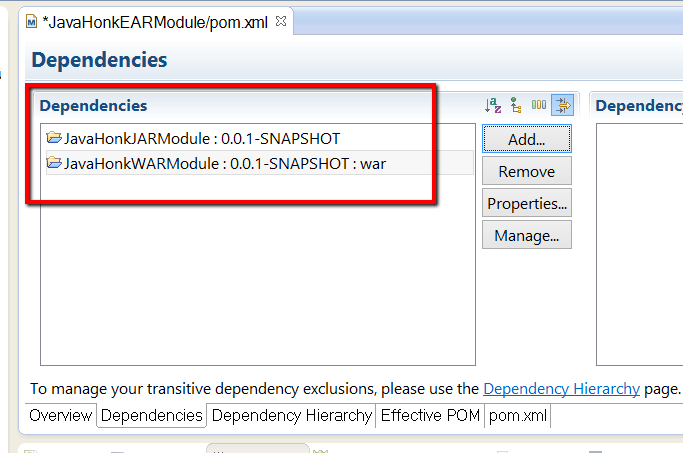 *JavaHonkEARModule/pom.xml
Dependencies
Dependencies
JavaHonkJARModule : 0.0.1-SNAPSHOT
JavaHonkWARModule : 0.0.1-SNAPSHOT : war
Add...
Remove
Properties...
Manage...
To manage your transitive dependency exclusions, please use the Dependency Hierarchy page.
Overview Dependencies Dependency Hierarchy Effective POM pom.xml